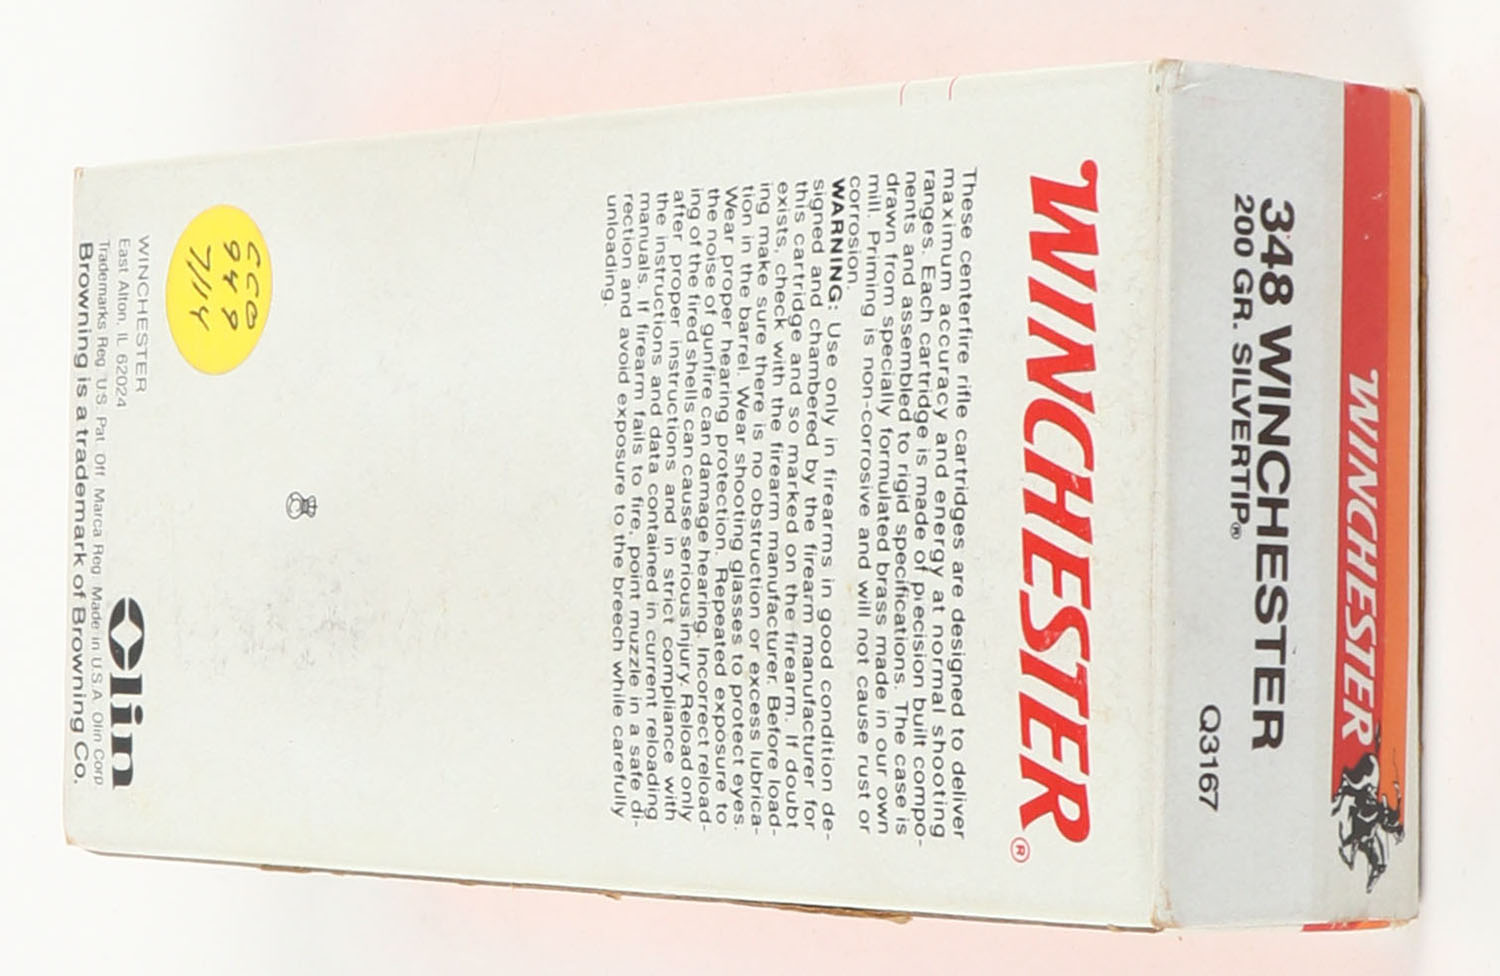 WINCHESTER®
These centerfire rifle cartridges are designed to deliver
maximum accuracy and energy at normal shooting
ranges. Each cartridge is made of precision built compo-
nents and assembled to rigid specifications. The case is
drawn from specially formulated brass made in our own
mill. Priming is non-corrosive and will not cause rust or
corrosion.
WARNING: Use only in firearms in good condition de-
signed and chambered by the firearm manufacturer for
this cartridge and so marked on the firearm. If doubt
exists, check with the firearm manufacturer. Before load-
ing make sure there is no obstruction or excess lubrica-
tion in the barrel. Wear shooting glasses to protect eyes.
Wear proper hearing protection. Repeated exposure to
the noise of gunfire can damage hearing. Incorrect reload-
ing of the fired shells can cause serious injury. Reload only
after proper instructions and in strict compliance with
the instructions and data contained in current reloading
manuals. If firearm fails to fire, point muzzle in a safe di-
rection and avoid exposure to the breech while carefully
unloading.
WINCHESTER
East Alton, IL 62024
Trademarks Reg. U.S. Pat. Off. Marca Reg. Made in U.S.A. Olin Corp.
Browning is a trademark of Browning Co.
Olin
WINCHESTER
348 WINCHESTER
200 GR. SILVERTIP®
Q3167